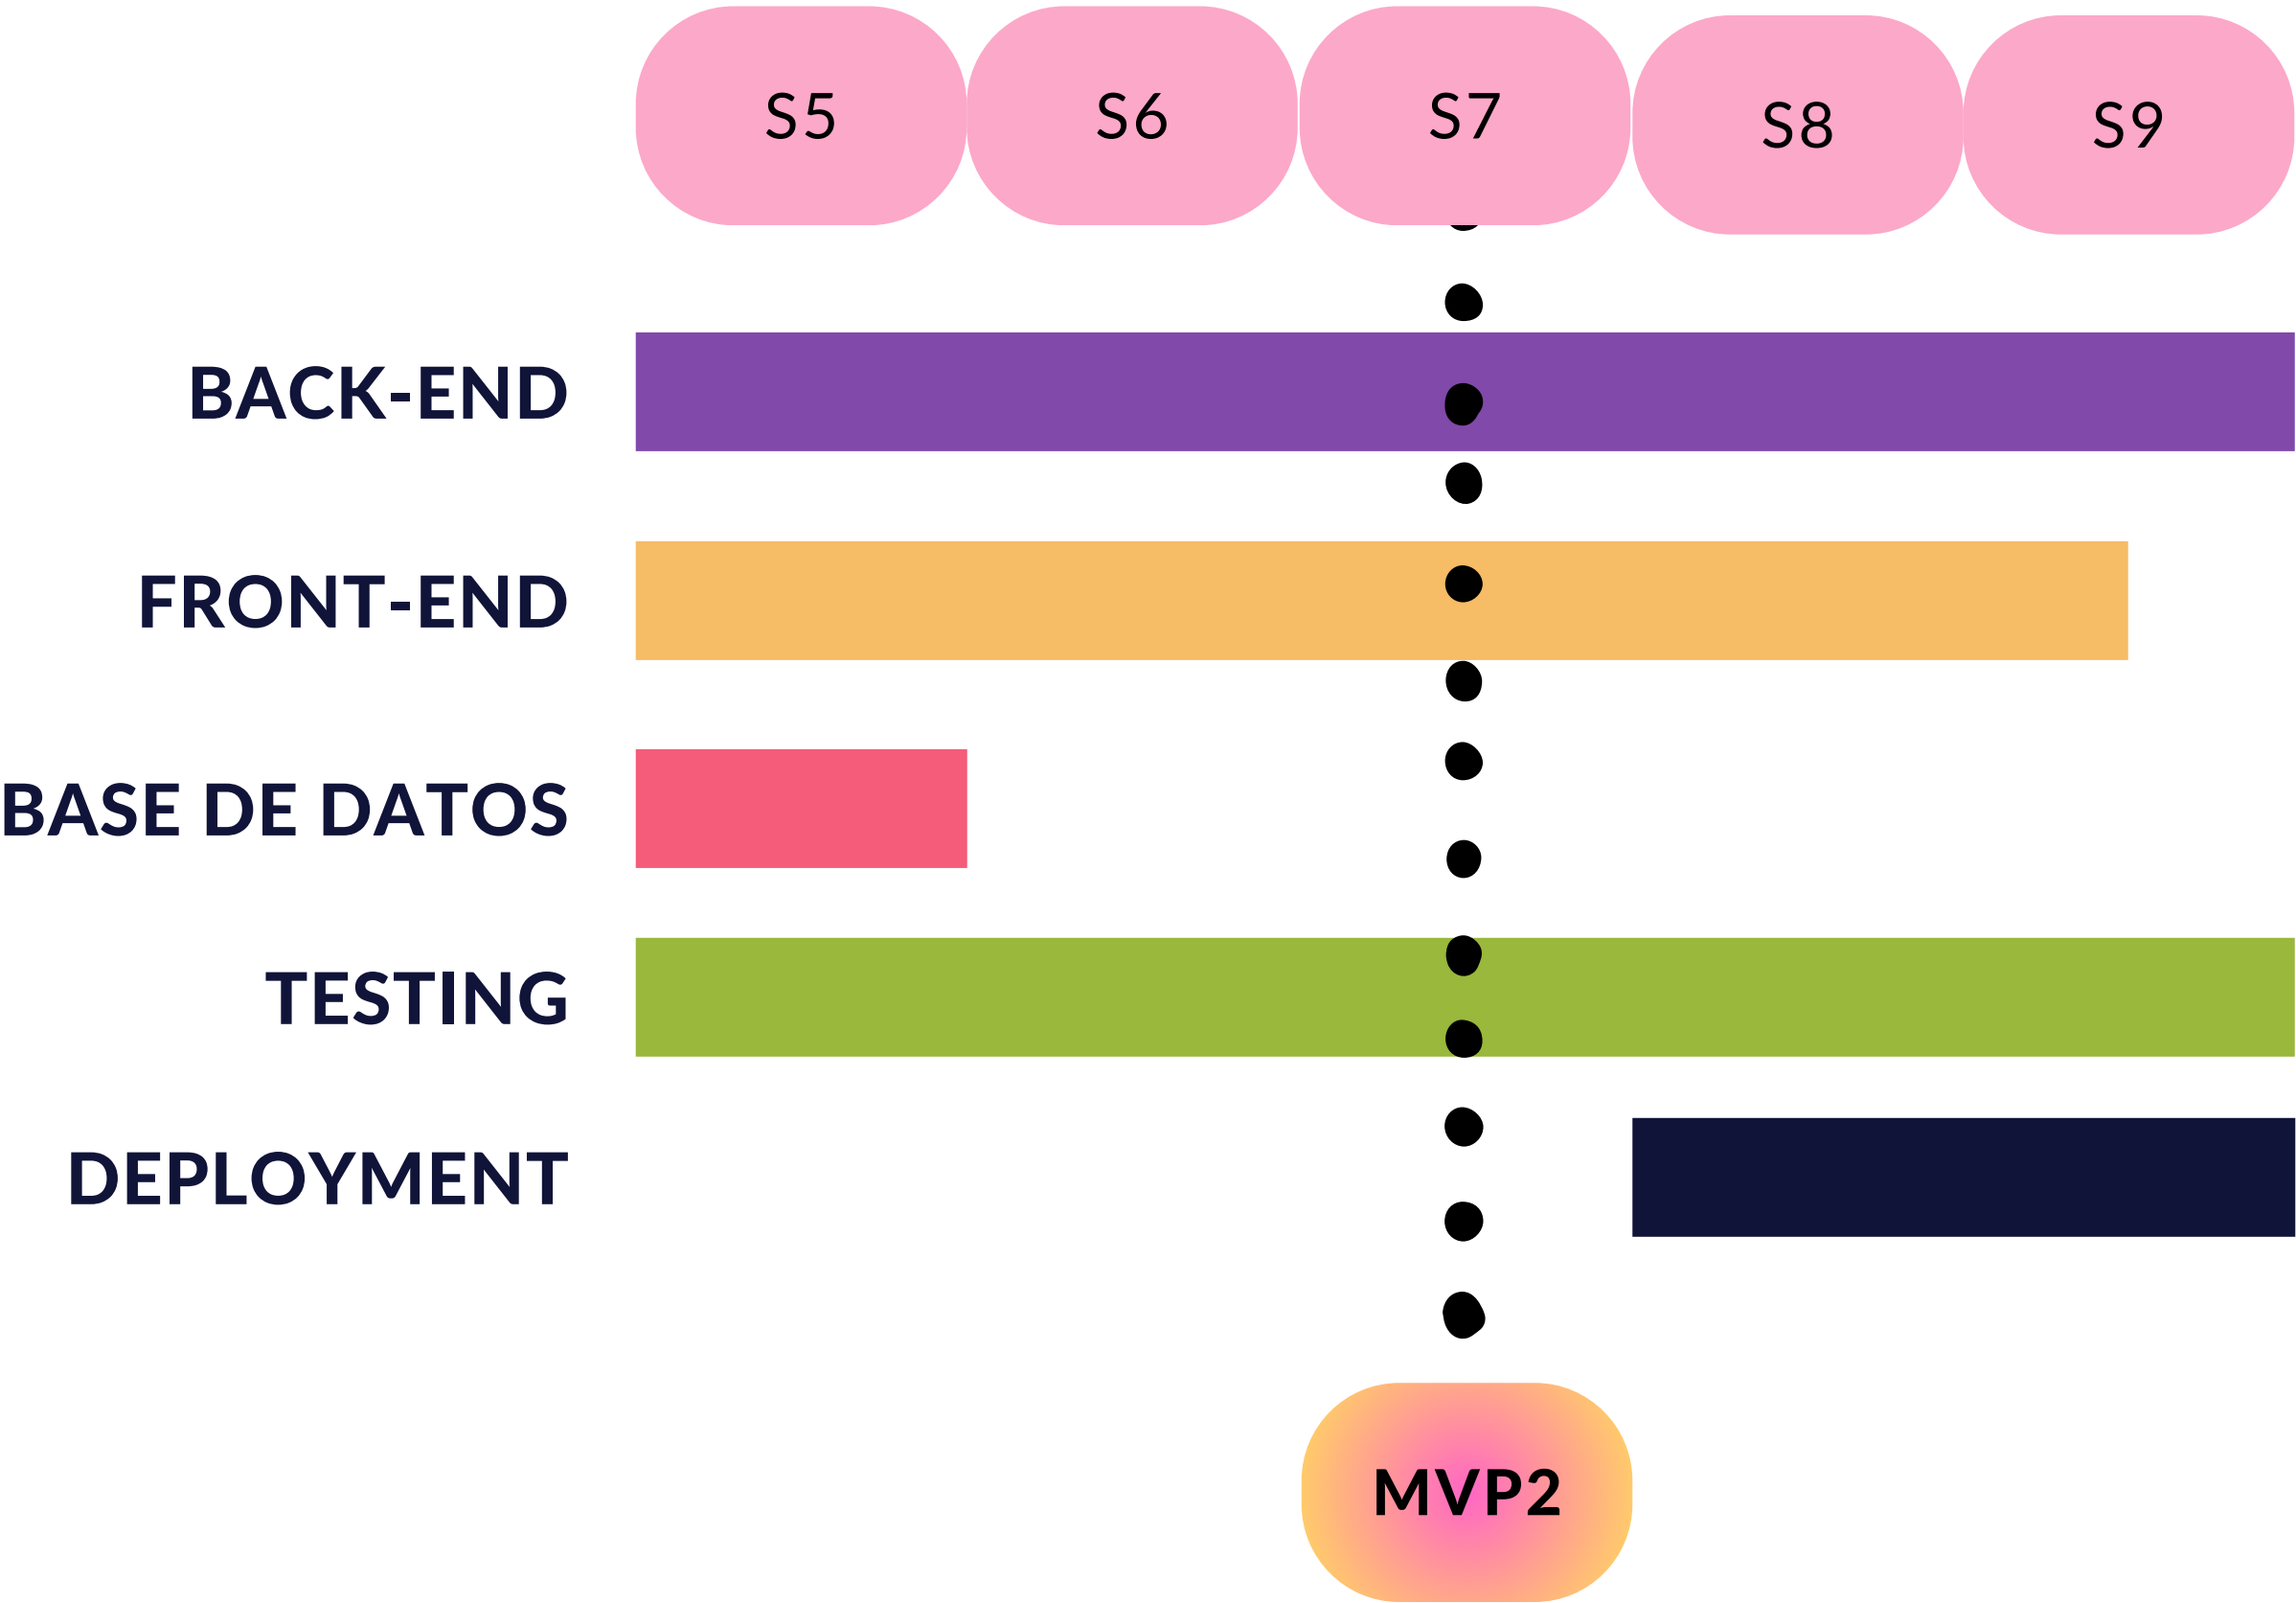 S5 S6 S7 S8 S9
BACK-END
FRONT-END
BASE DE DATOS
TESTING
DEPLOYMENT
MVP2